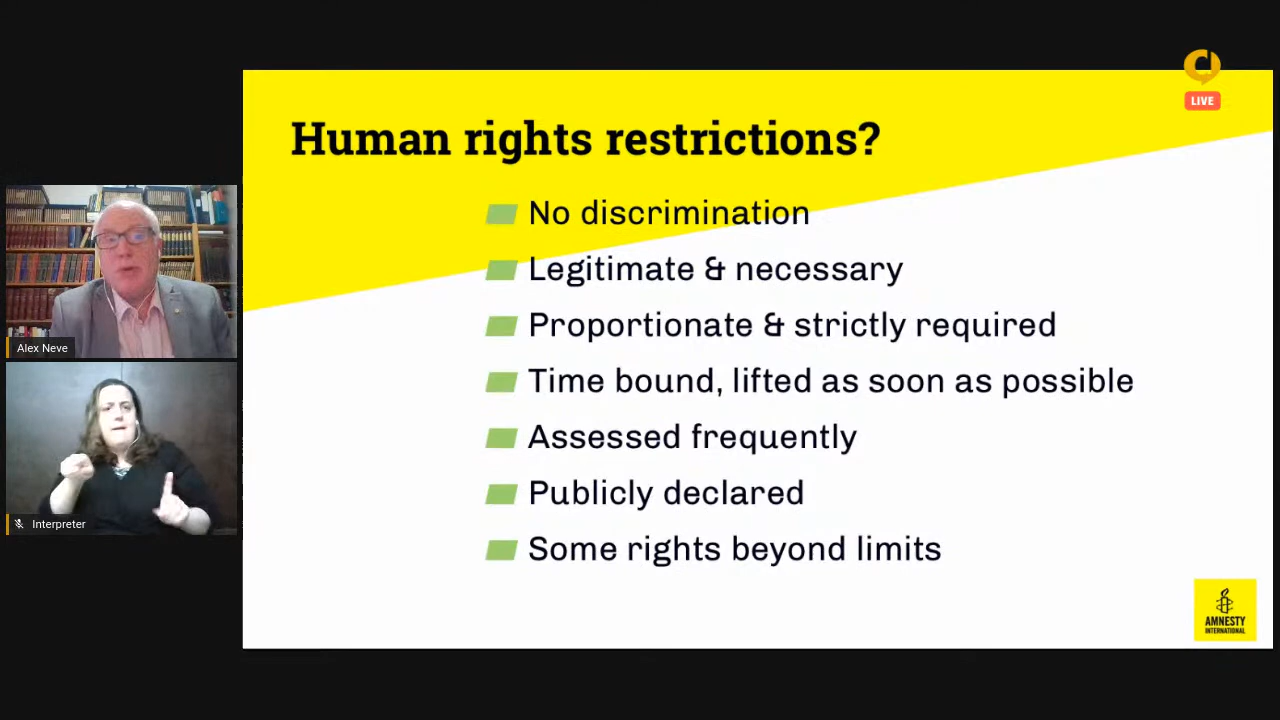 LIVE
Human rights restrictions?
No discrimination
Legitimate & necessary
Proportionate & strictly required
Time bound, lifted as soon as possible
Assessed frequently
Publicly declared
Some rights beyond limits
Alex Neve
Interpreter
AMNESTY
INTERNATIONAL